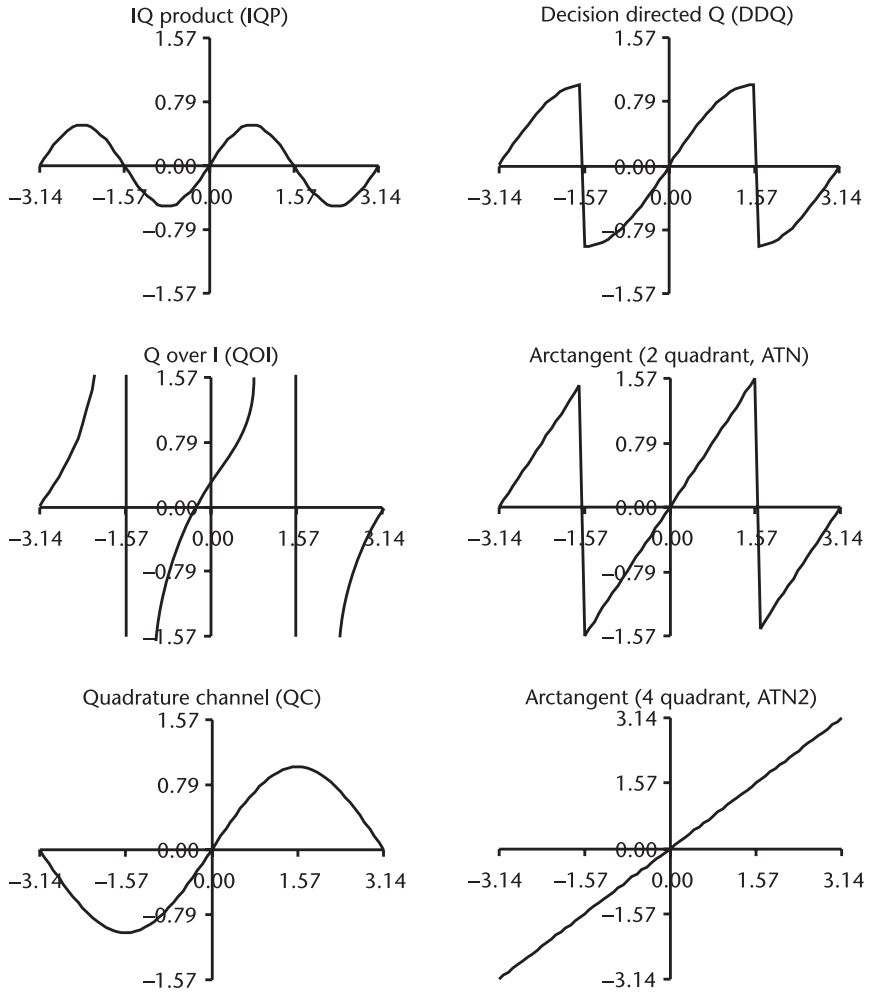 IQ product (IQP)
1.57
0.79
0.00
−3.14 −1.57 0.00 1.57 3.14
−0.79
−1.57
Decision directed Q (DDQ)
1.57
0.79
0.00
−3.14 −1.57 0.00 1.57 3.14
−0.79
−1.57
Q over I (QOI)
1.57
0.79
0.00
−3.14 −1.57 0.00 1.57 3.14
−0.79
−1.57
Arctangent (2 quadrant, ATN)
1.57
0.79
0.00
−3.14 −1.57 0.00 1.57 3.14
−0.79
−1.57
Quadrature channel (QC)
1.57
0.79
0.00
−3.14 −1.57 0.00 1.57 3.14
−0.79
−1.57
Arctangent (4 quadrant, ATN2)
3.14
1.57
0.00
−3.14 −1.57 0.00 1.57 3.14
−1.57
−3.14